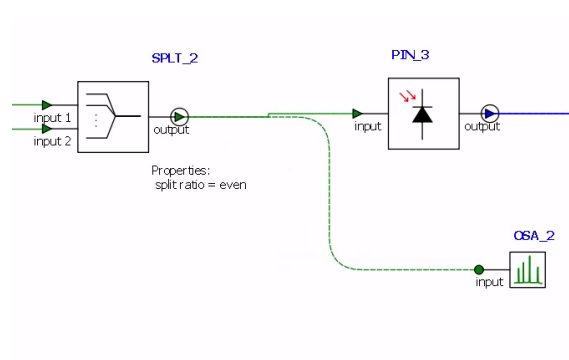 SPLT_2
PIN_3
input 1
input 2
output
input
output
Properties:
split ratio = even
OSA_2
input